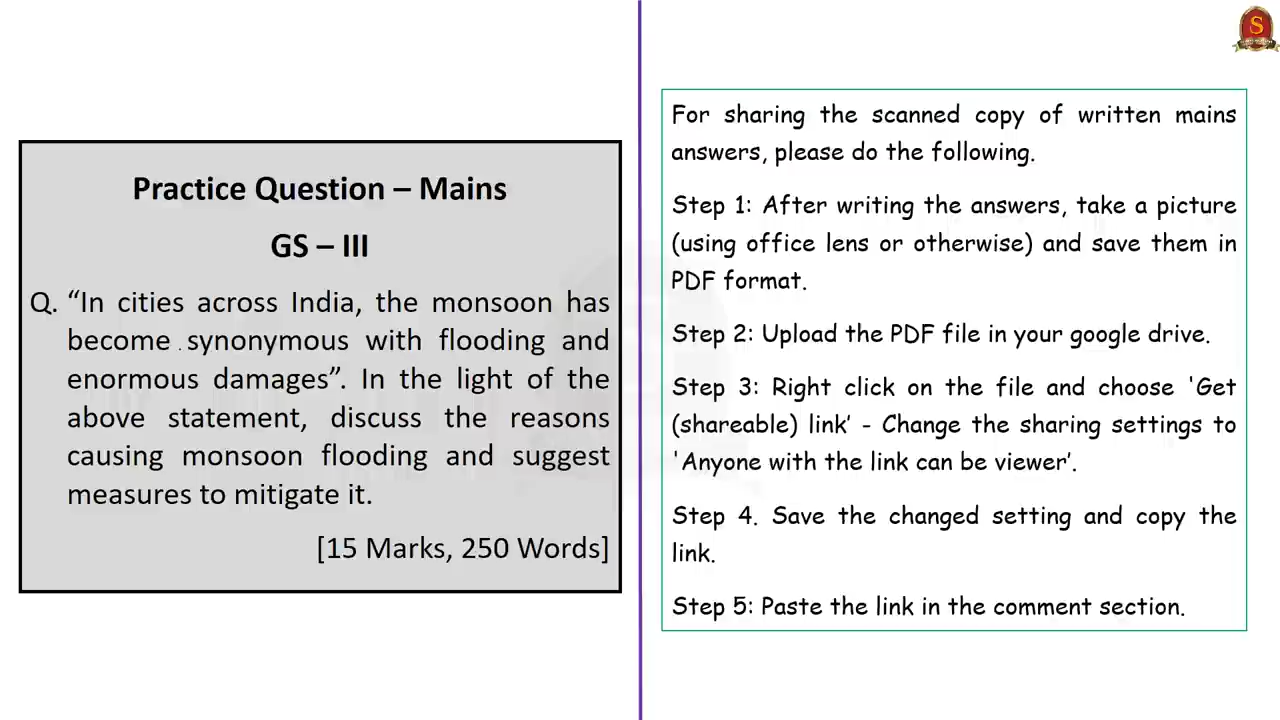 S
Practice Question – Mains
GS – III
Q. “In cities across India, the monsoon has
become synonymous with flooding and
enormous damages”. In the light of the
above statement, discuss the reasons
causing monsoon flooding and suggest
measures to mitigate it.
[15 Marks, 250 Words]
For sharing the scanned copy of written mains
answers, please do the following.
Step 1: After writing the answers, take a picture
(using office lens or otherwise) and save them in
PDF format.
Step 2: Upload the PDF file in your google drive.
Step 3: Right click on the file and choose 'Get
(shareable) link’ - Change the sharing settings to
'Anyone with the link can be viewer’.
Step 4. Save the changed setting and copy the
link.
Step 5: Paste the link in the comment section.